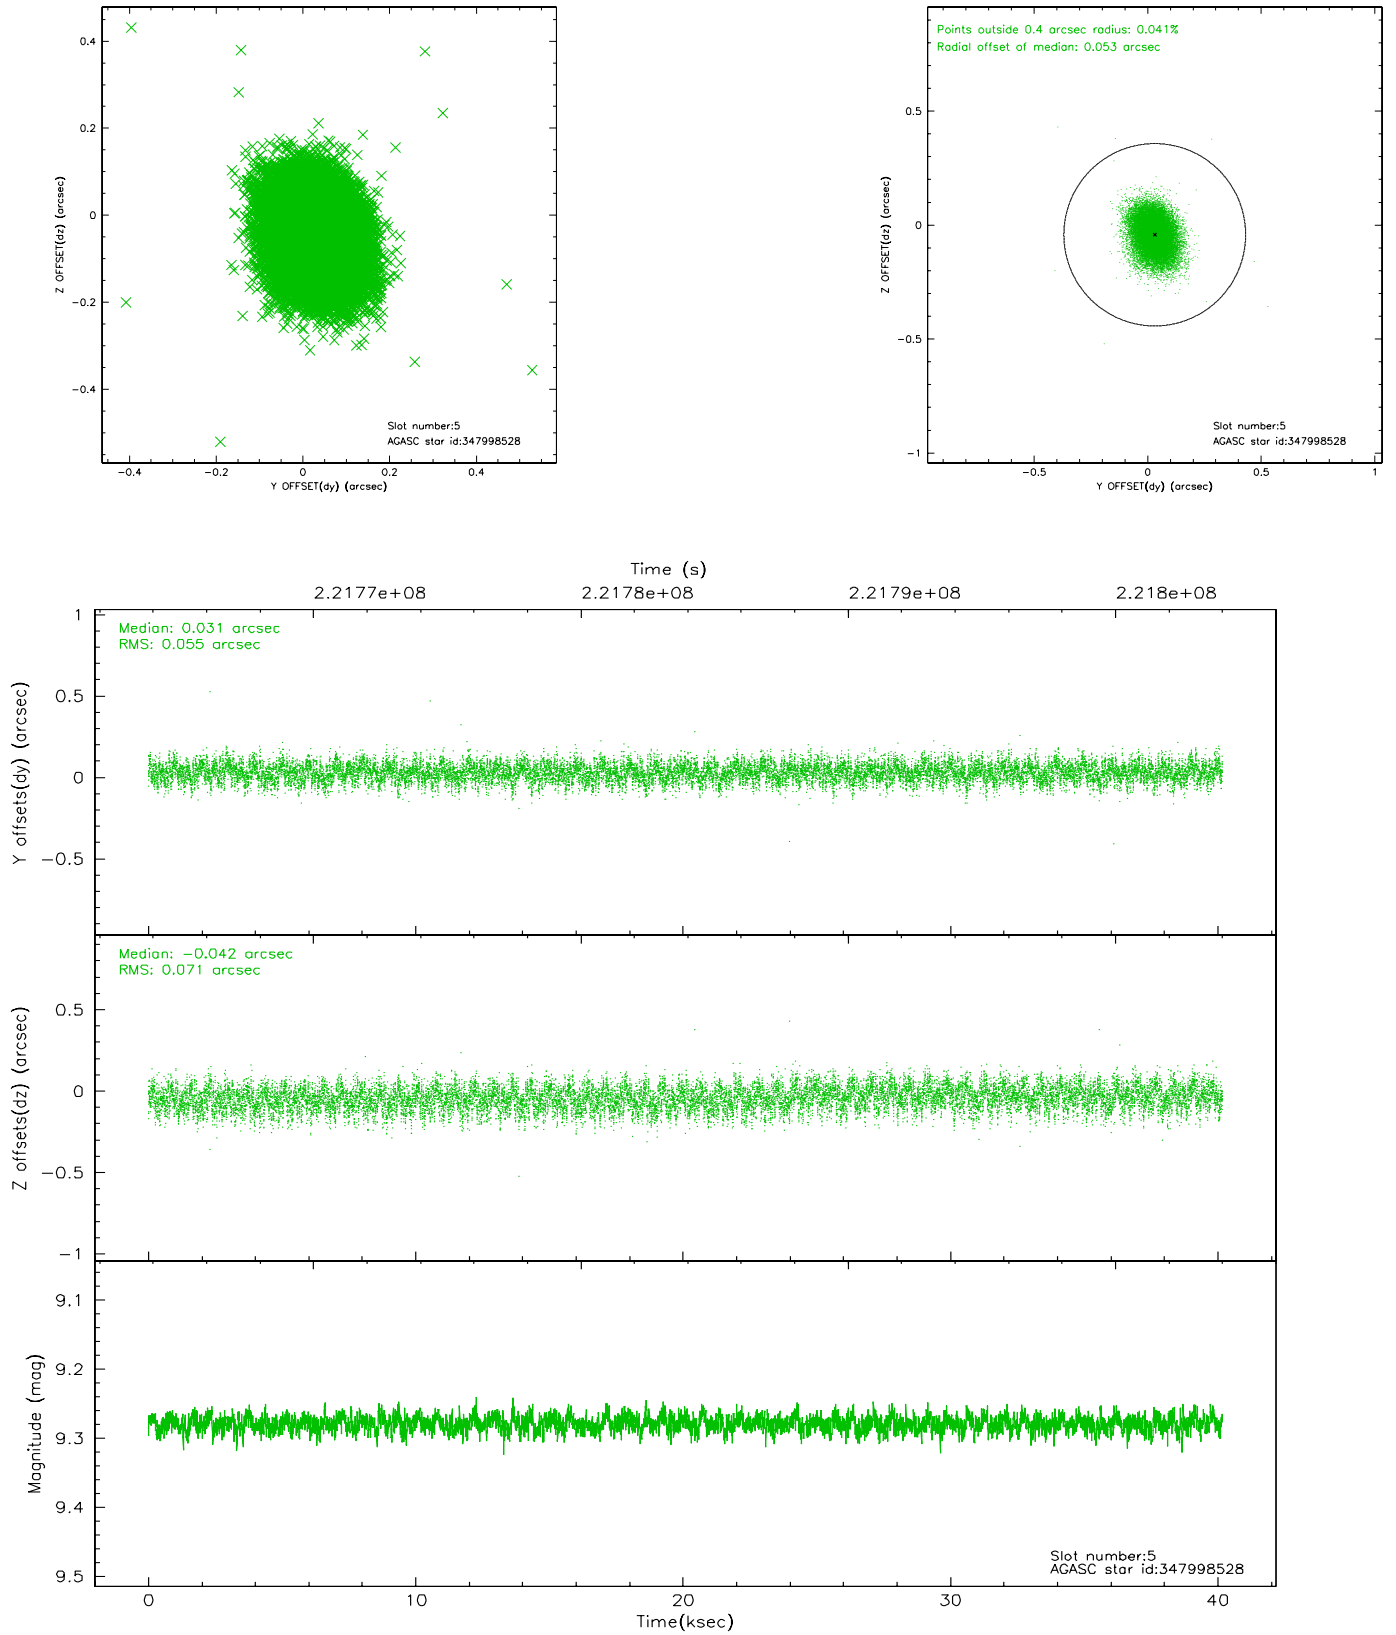 0.4
0.2
0
−0.2
−0.4
Z OFFSET(dz) (arcsec)
Slot number:5
AGASC star id:347998528
−0.4 −0.2 0 0.2 0.4
Y OFFSET(dy) (arcsec)
Points outside 0.4 arcsec radius: 0.041%
Radial offset of median: 0.053 arcsec
0.5
0
−0.5
−1
Z OFFSET(dz) (arcsec)
Slot number:5
AGASC star id:347998528
−0.5 0 0.5 1
Y OFFSET(dy) (arcsec)
Time (s)
2.2177e+08 2.2178e+08 2.2179e+08 2.218e+08
Median: 0.031 arcsec
RMS: 0.055 arcsec
1
0.5
0
−0.5
Y offsets(dy) (arcsec)
Median: −0.042 arcsec
RMS: 0.071 arcsec
0.5
0
−0.5
−1
Z offsets(dz) (arcsec)
9.1
9.2
9.3
9.4
9.5
Magnitude (mag)
Slot number:5
AGASC star id:347998528
0 10 20 30 40
Time(ksec)